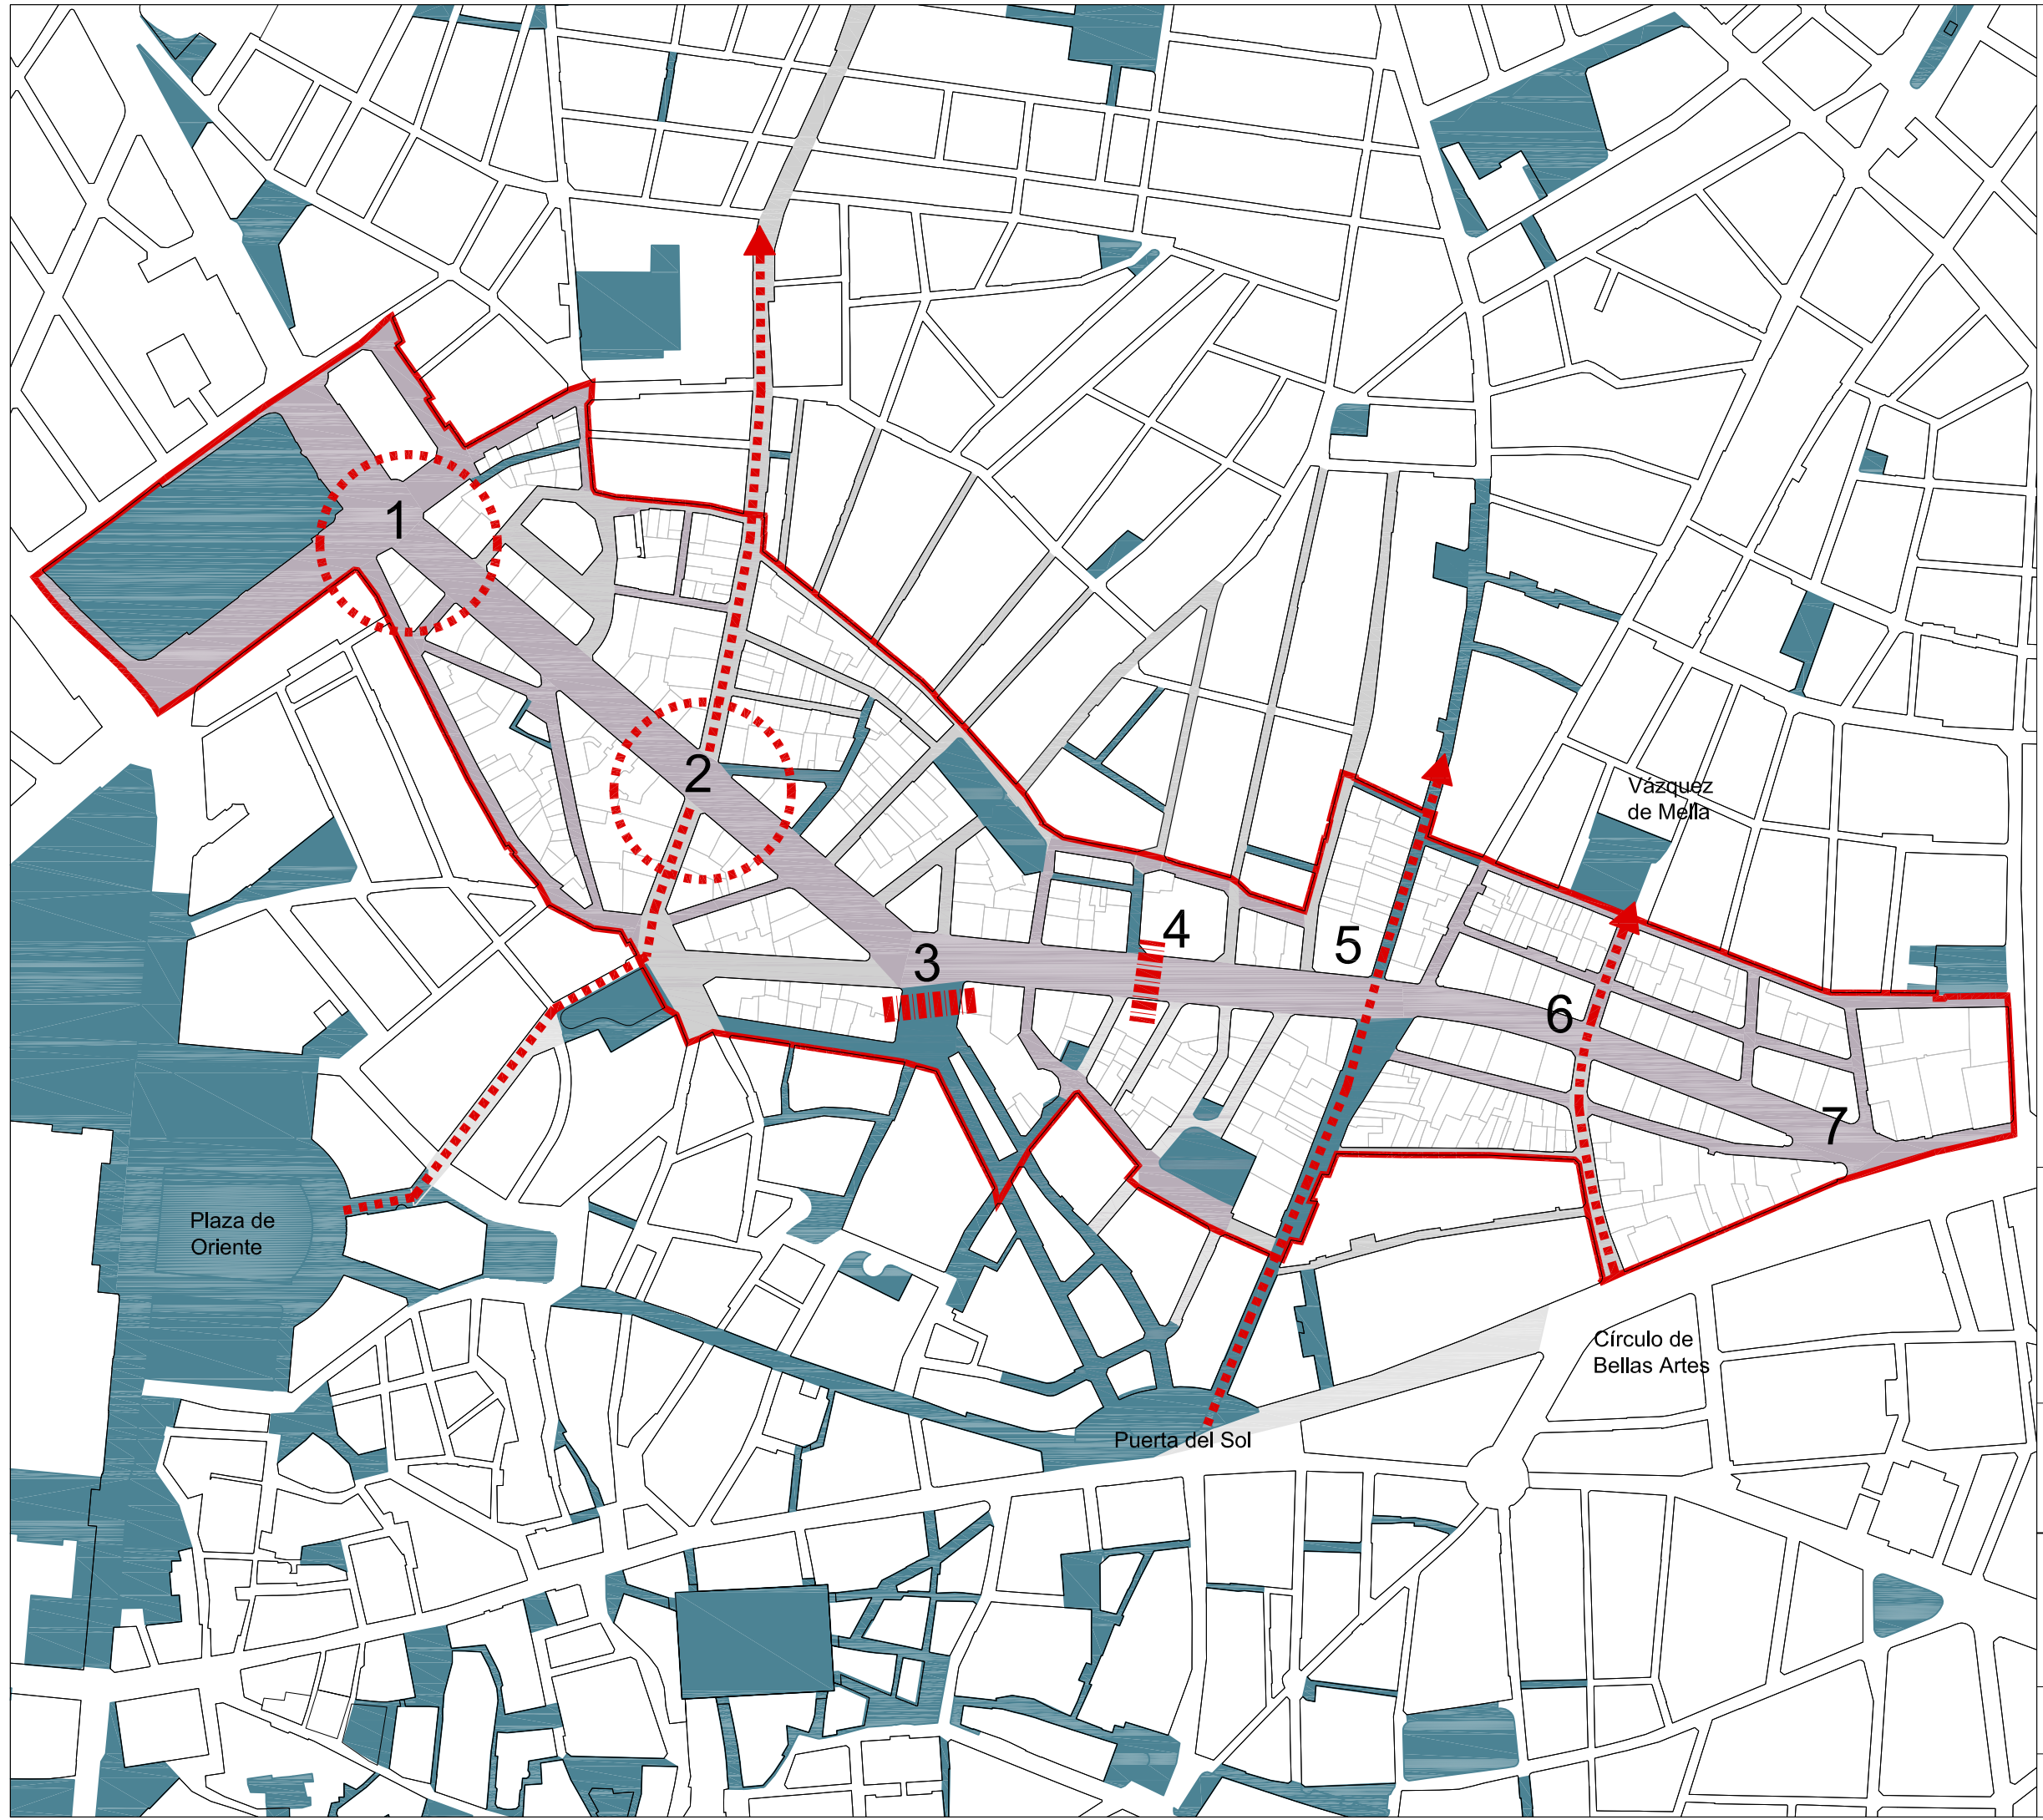 1
2
Vázquez
de Mella
3
4
5
6
7
Plaza de
Oriente
Círculo de
Bellas Artes
Puerta del Sol